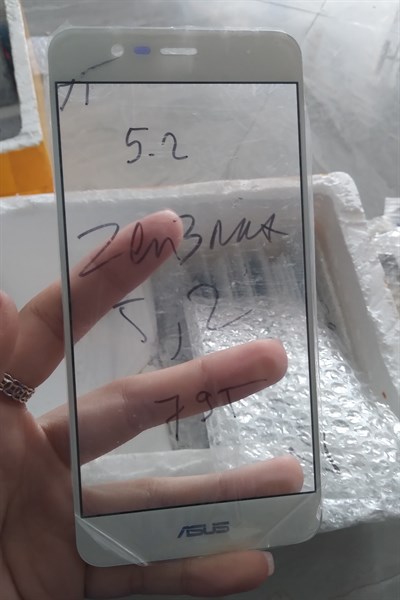 5.2
Zen3max
5,2
79T
ASUS